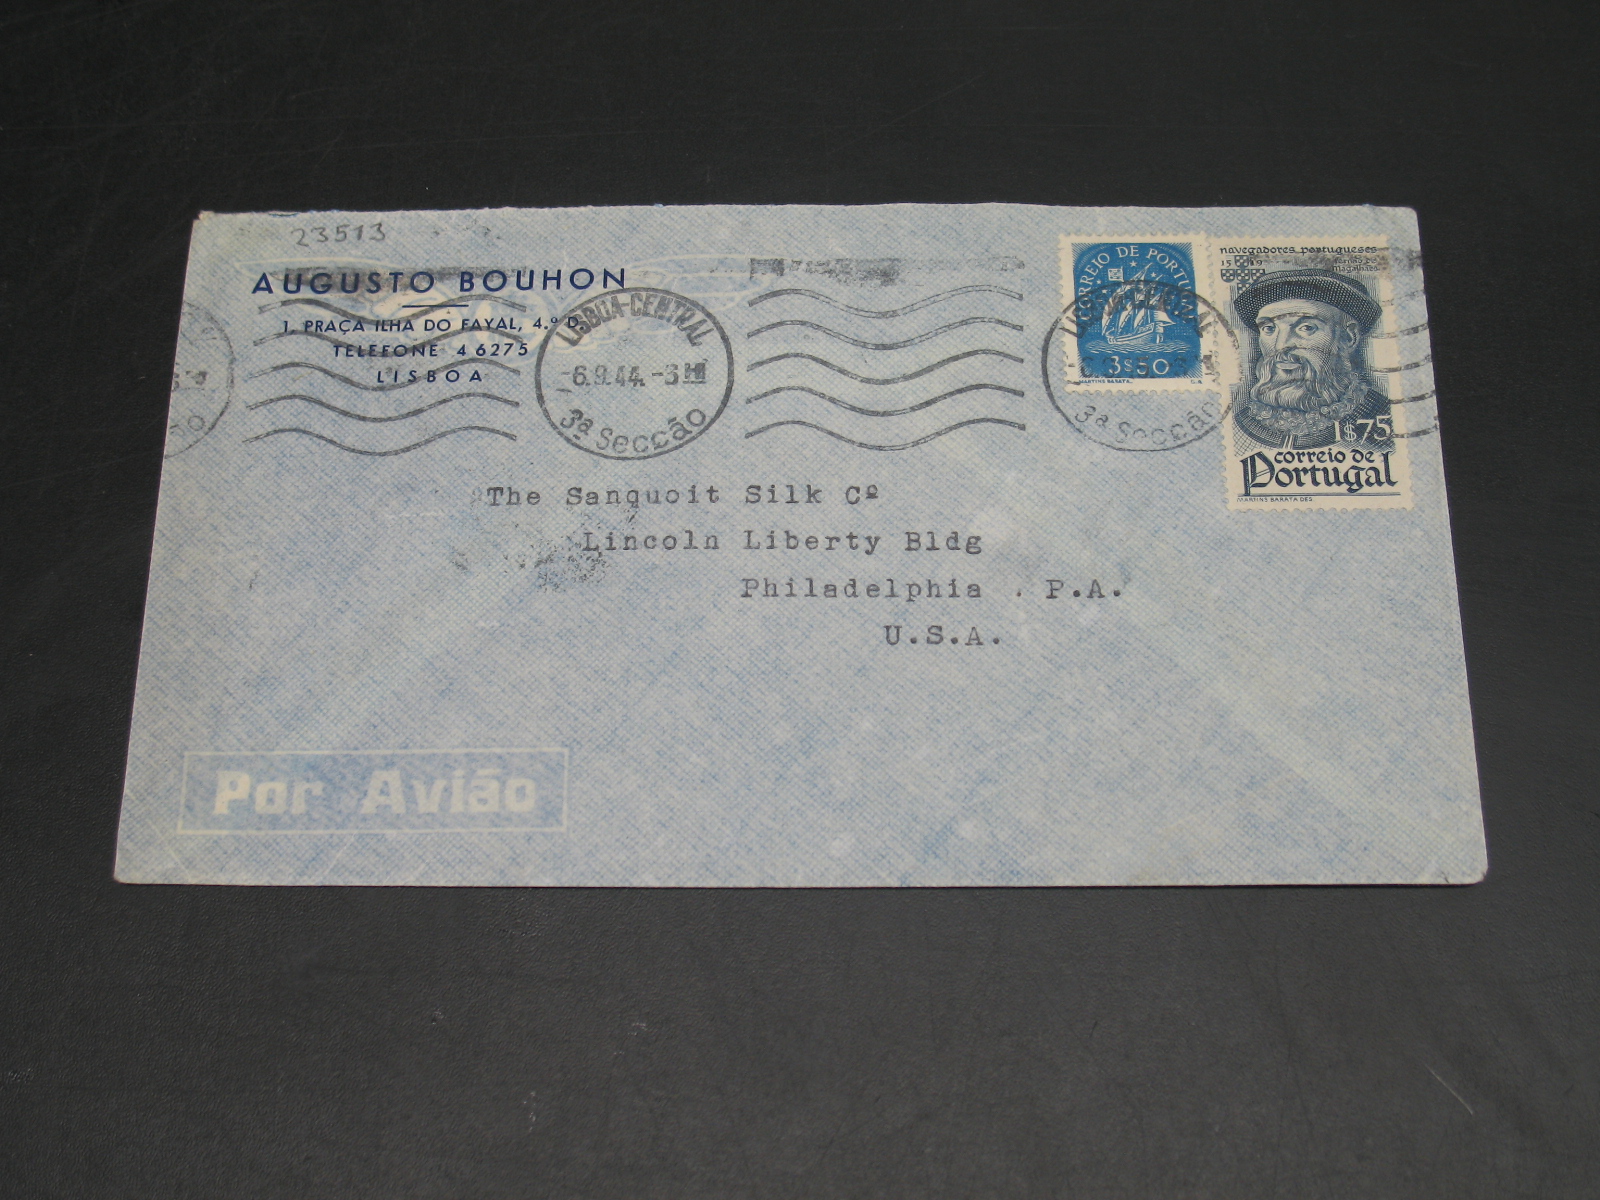 23513
AUGUSTO BOUHON
1, PRAÇA ILHA DO FAYAL, 4.º D.
TELEFONE 4 6275
LISBOA
LISBOA-CENTRAL
-6.9.44.-3
3ª Secção
CORREIO DE PORTUGAL
3$50
MARTINS BARATA.
3ª Secção
navegadores portugueses
1519
magalhães
1$75
correio de
Portugal
MARTINS BARATA DES.
The Sanquoit Silk Cº
Lincoln Liberty Bldg
Philadelphia . P.A.
U.S.A.
Por Avião